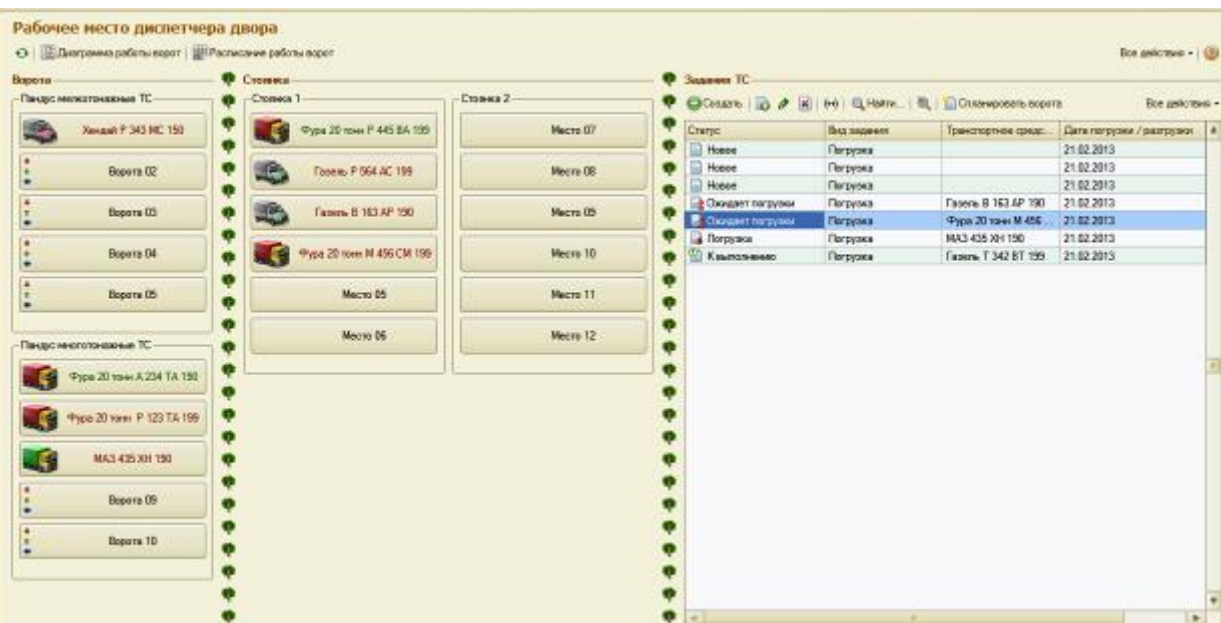 Рабочее место диспетчера двора
Диаграмма работы ворот
Расписание работы ворот
Все действия
Ворота
Пандус мелкотоннажные ТС
Хендай Р 343 МС 150
Ворота 02
Ворота 03
Ворота 04
Ворота 05
Пандус многотоннажные ТС
Фура 20 тонн А 234 ТА 190
Фура 20 тонн Р 123 ТА 199
МАЗ 435 ХН 190
Ворота 09
Ворота 10
Стоянка
Стоянка 1
Фура 20 тонн Р 445 ВА 199
Газель Р 564 АС 199
Газель В 163 АР 190
Фура 20 тонн М 456 СМ 199
Место 05
Место 06
Стоянка 2
Место 07
Место 08
Место 09
Место 10
Место 11
Место 12
Задания ТС
Создать Найти... Спланировать ворота Все действия
Статус Вид задания Транспортное средс... Дата погрузки / разгрузки
Новое Погрузка 21.02.2013
Новое Погрузка 21.02.2013
Новое Погрузка 21.02.2013
Ожидает погрузки Погрузка Газель В 163 АР 190 21.02.2013
Ожидает погрузки Погрузка Фура 20 тонн М 456 ... 21.02.2013
Погрузка Погрузка МАЗ 435 ХН 190 21.02.2013
К выполнению Погрузка Газель Т 342 ВТ 199 21.02.2013